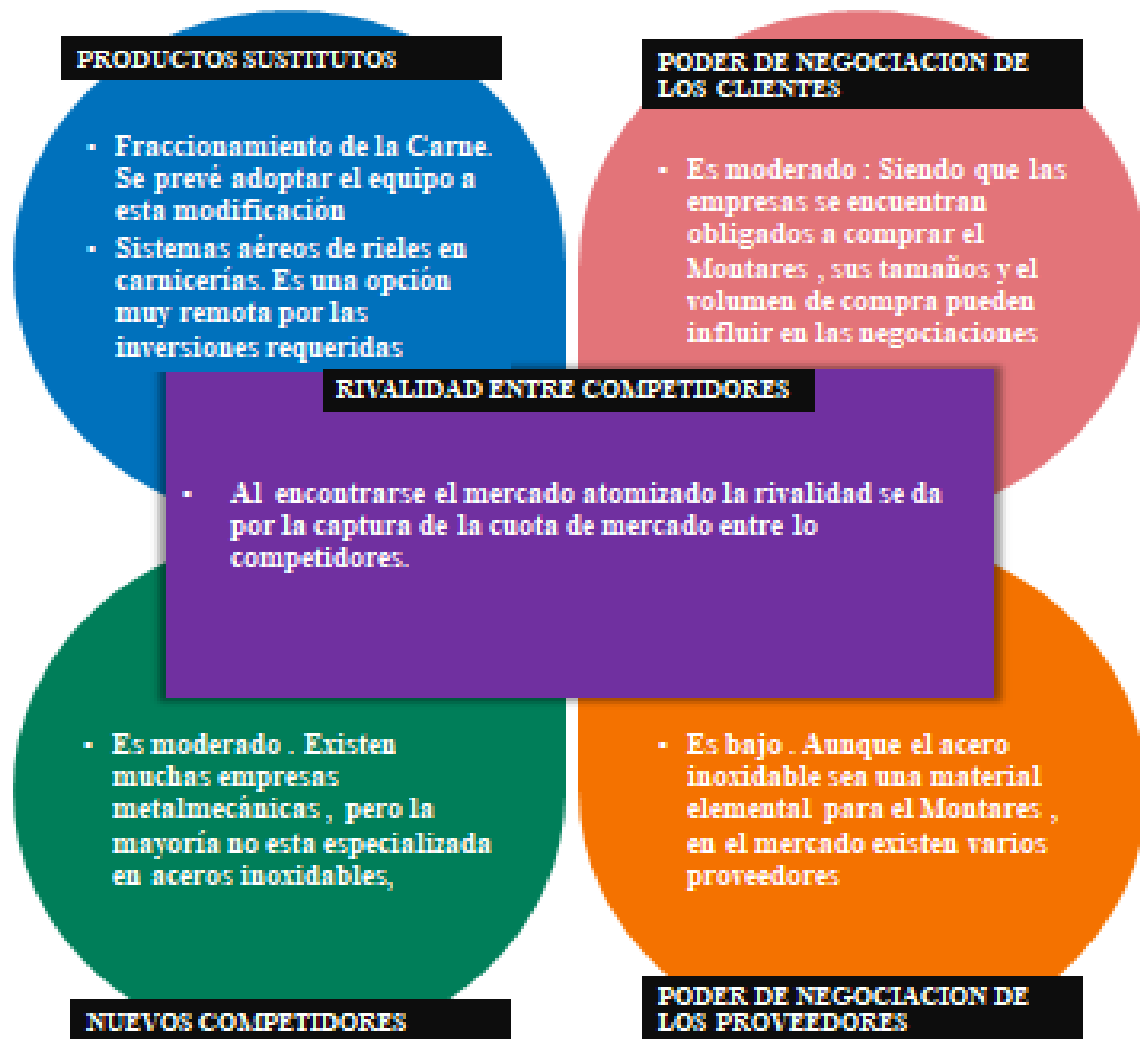 PRODUCTOS SUSTITUTOS
▪ Fraccionamiento de la Carne.
Se prevé adoptar el equipo a
esta modificación
▪ Sistemas aéreos de rieles en
carnicerías. Es una opción
muy remota por las
inversiones requeridas
PODER DE NEGOCIACION DE
LOS CLIENTES
▪ Es moderado : Siendo que las
empresas se encuentran
obligados a comprar el
Montares , sus tamaños y el
volumen de compra pueden
influir en las negociaciones
RIVALIDAD ENTRE COMPETIDORES
▪ Al encontrarse el mercado atomizado la rivalidad se da
por la captura de la cuota de mercado entre lo
competidores.
▪ Es moderado . Existen
muchas empresas
metalmecánicas , pero la
mayoría no esta especializada
en aceros inoxidables,
NUEVOS COMPETIDORES
▪ Es bajo . Aunque el acero
inoxidable sea una material
elemental para el Montares ,
en el mercado existen varios
proveedores
PODER DE NEGOCIACION DE
LOS PROVEEDORES